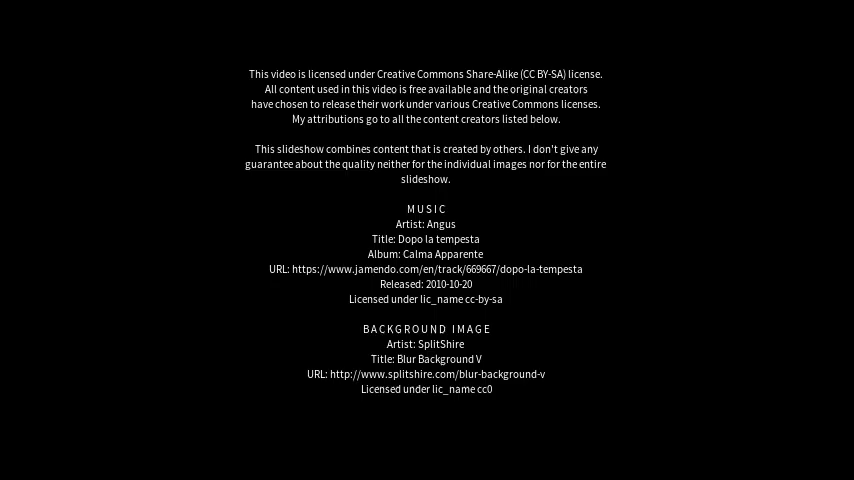 This video is licensed under Creative Commons Share-Alike (CC BY-SA) license.
All content used in this video is free available and the original creators
have chosen to release their work under various Creative Commons licenses.
My attributions go to all the content creators listed below.
This slideshow combines content that is created by others. I don't give any
guarantee about the quality neither for the individual images nor for the entire
slideshow.
MUSIC
Artist: Angus
Title: Dopo la tempesta
Album: Calma Apparente
URL: https://www.jamendo.com/en/track/669667/dopo-la-tempesta
Released: 2010-10-20
Licensed under lic_name cc-by-sa
BACKGROUND IMAGE
Artist: SplitShire
Title: Blur Background V
URL: http://www.splitshire.com/blur-background-v
Licensed under lic_name cc0